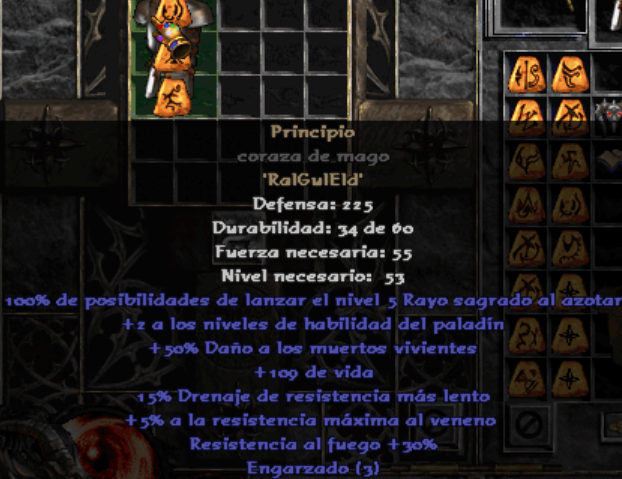 Principio
coraza de mago
'RalGulEld'
Defensa: 225
Durabilidad: 34 de 60
Fuerza necesaria: 55
Nivel necesario: 53
100% de posibilidades de lanzar el nivel 5 Rayo sagrado al azotar
+2 a los niveles de habilidad del paladín
+50% Daño a los muertos vivientes
+109 de vida
15% Drenaje de resistencia más lento
+5% a la resistencia máxima al veneno
Resistencia al fuego +30%
Engarzado (3)